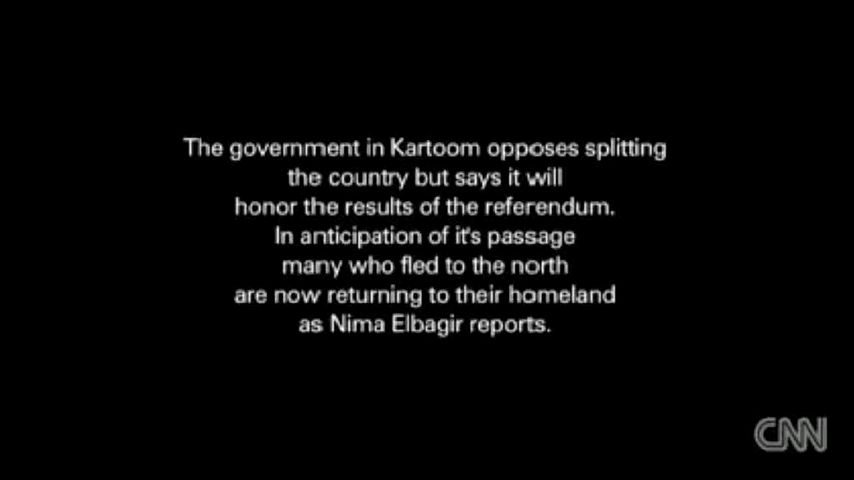 The government in Kartoom opposes splitting
the country but says it will
honor the results of the referendum.
In anticipation of it's passage
many who fled to the north
are now returning to their homeland
as Nima Elbagir reports.
CNN